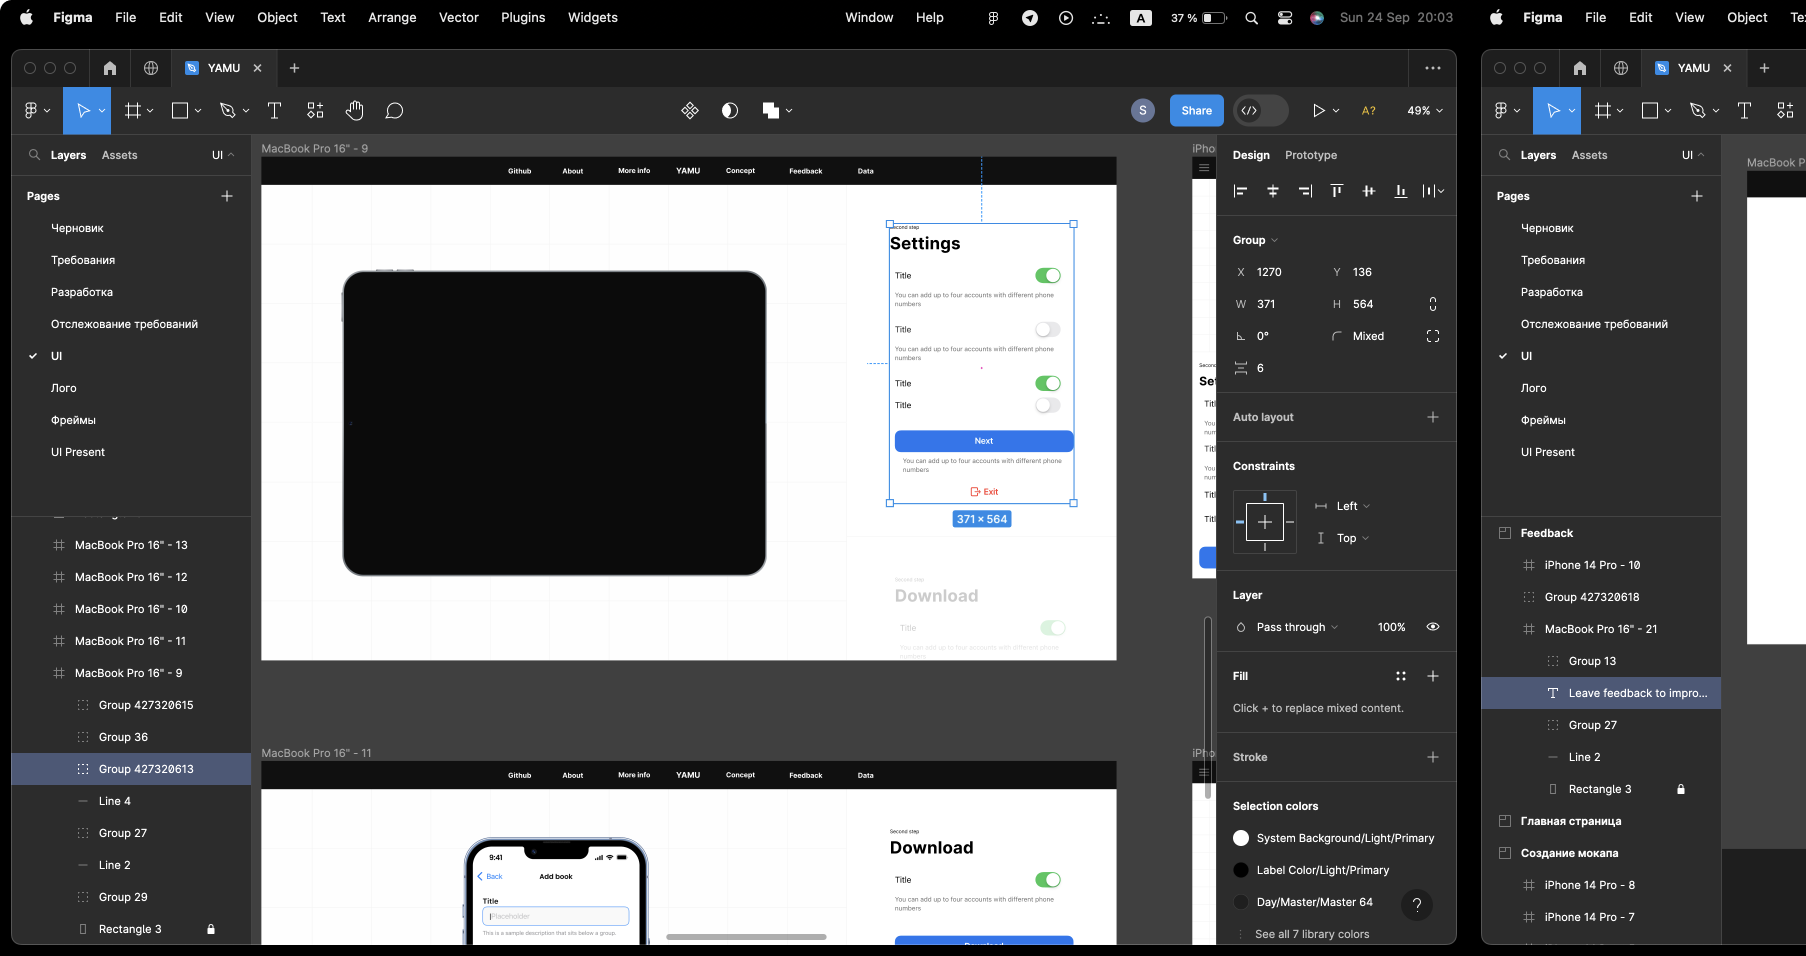 Figma File Edit View Object Text Arrange Vector Plugins Widgets Window Help A 37 % Sun 24 Sep 20:03
Figma File Edit View Object
YAMU
YAMU
S Share A? 49%
Layers Assets UI
Pages
Черновик
Требования
Разработка
Отслежование требований
UI
Лого
Фреймы
UI Present
MacBook Pro 16" - 13
MacBook Pro 16" - 12
MacBook Pro 16" - 10
MacBook Pro 16" - 11
MacBook Pro 16" - 9
Group 427320615
Group 36
Group 427320613
Line 4
Group 27
Line 2
Group 29
Rectangle 3
MacBook Pro 16" - 9
Github About More info YAMU Concept Feedback Data
Second step
Settings
Title
You can add up to four accounts with different phone
numbers
Title
You can add up to four accounts with different phone
numbers
Title
Title
Next
You can add up to four accounts with different phone
numbers
Exit
371 × 564
Second step
Download
Title
You can add up to four accounts with different phone
MacBook Pro 16" - 11
Github About More info YAMU Concept Feedback Data
9:41
Back Add book
Title
Placeholder
This is a sample description that sits below a group.
Second step
Download
Title
You can add up to four accounts with different phone
numbers
Download
Design Prototype
Group
X 1270 Y 136
W 371 H 564
0° Mixed
6
Auto layout
Constraints
Left
Top
Layer
Pass through 100%
Fill
Click + to replace mixed content.
Stroke
Selection colors
System Background/Light/Primary
Label Color/Light/Primary
Day/Master/Master 64
?
See all 7 library colors
Layers Assets UI
Pages
Черновик
Требования
Разработка
Отслежование требований
UI
Лого
Фреймы
UI Present
Feedback
iPhone 14 Pro - 10
Group 427320618
MacBook Pro 16" - 21
Group 13
Leave feedback to impro...
Group 27
Line 2
Rectangle 3
Главная страница
Создание мокапа
iPhone 14 Pro - 8
iPhone 14 Pro - 7
MacBook P